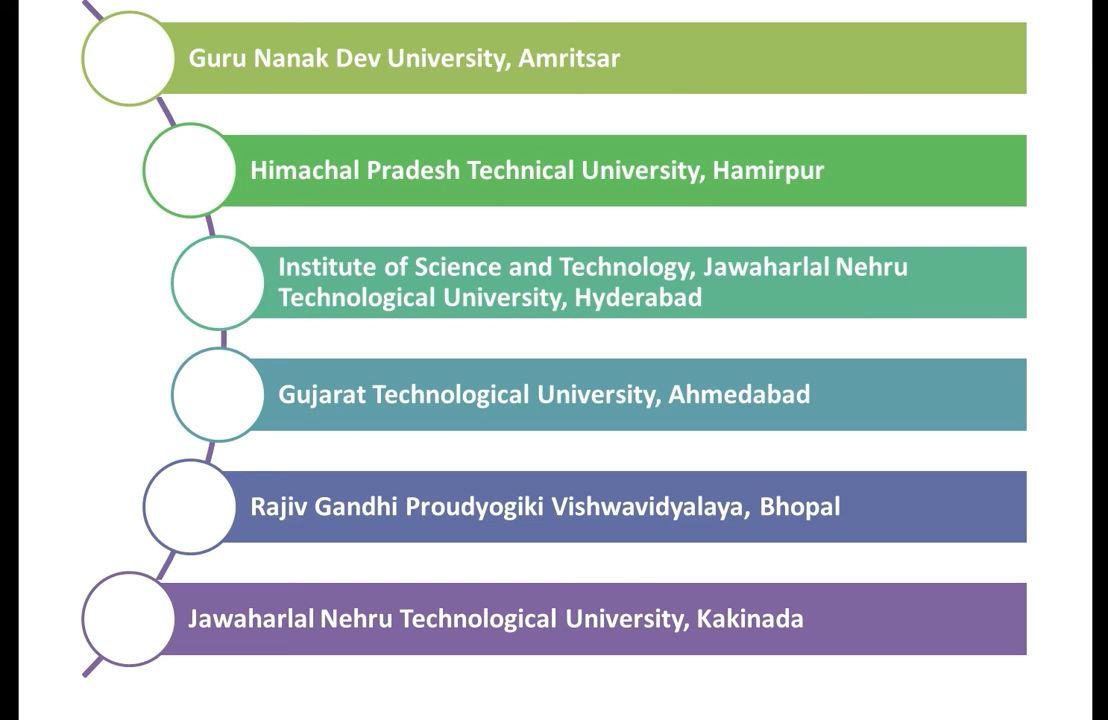 Guru Nanak Dev University, Amritsar
Himachal Pradesh Technical University, Hamirpur
Institute of Science and Technology, Jawaharlal Nehru
Technological University, Hyderabad
Gujarat Technological University, Ahmedabad
Rajiv Gandhi Proudyogiki Vishwavidyalaya, Bhopal
Jawaharlal Nehru Technological University, Kakinada